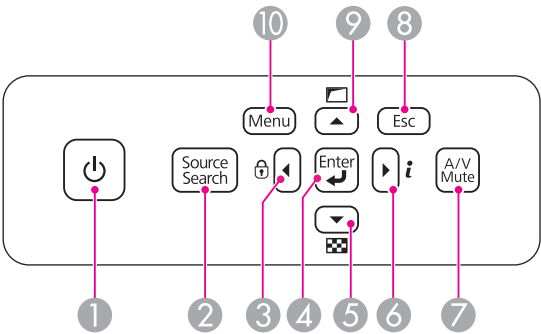 10 9 8
Menu Esc
Source
Search
Enter
i
A/V
Mute
1 2 3 4 5 6 7